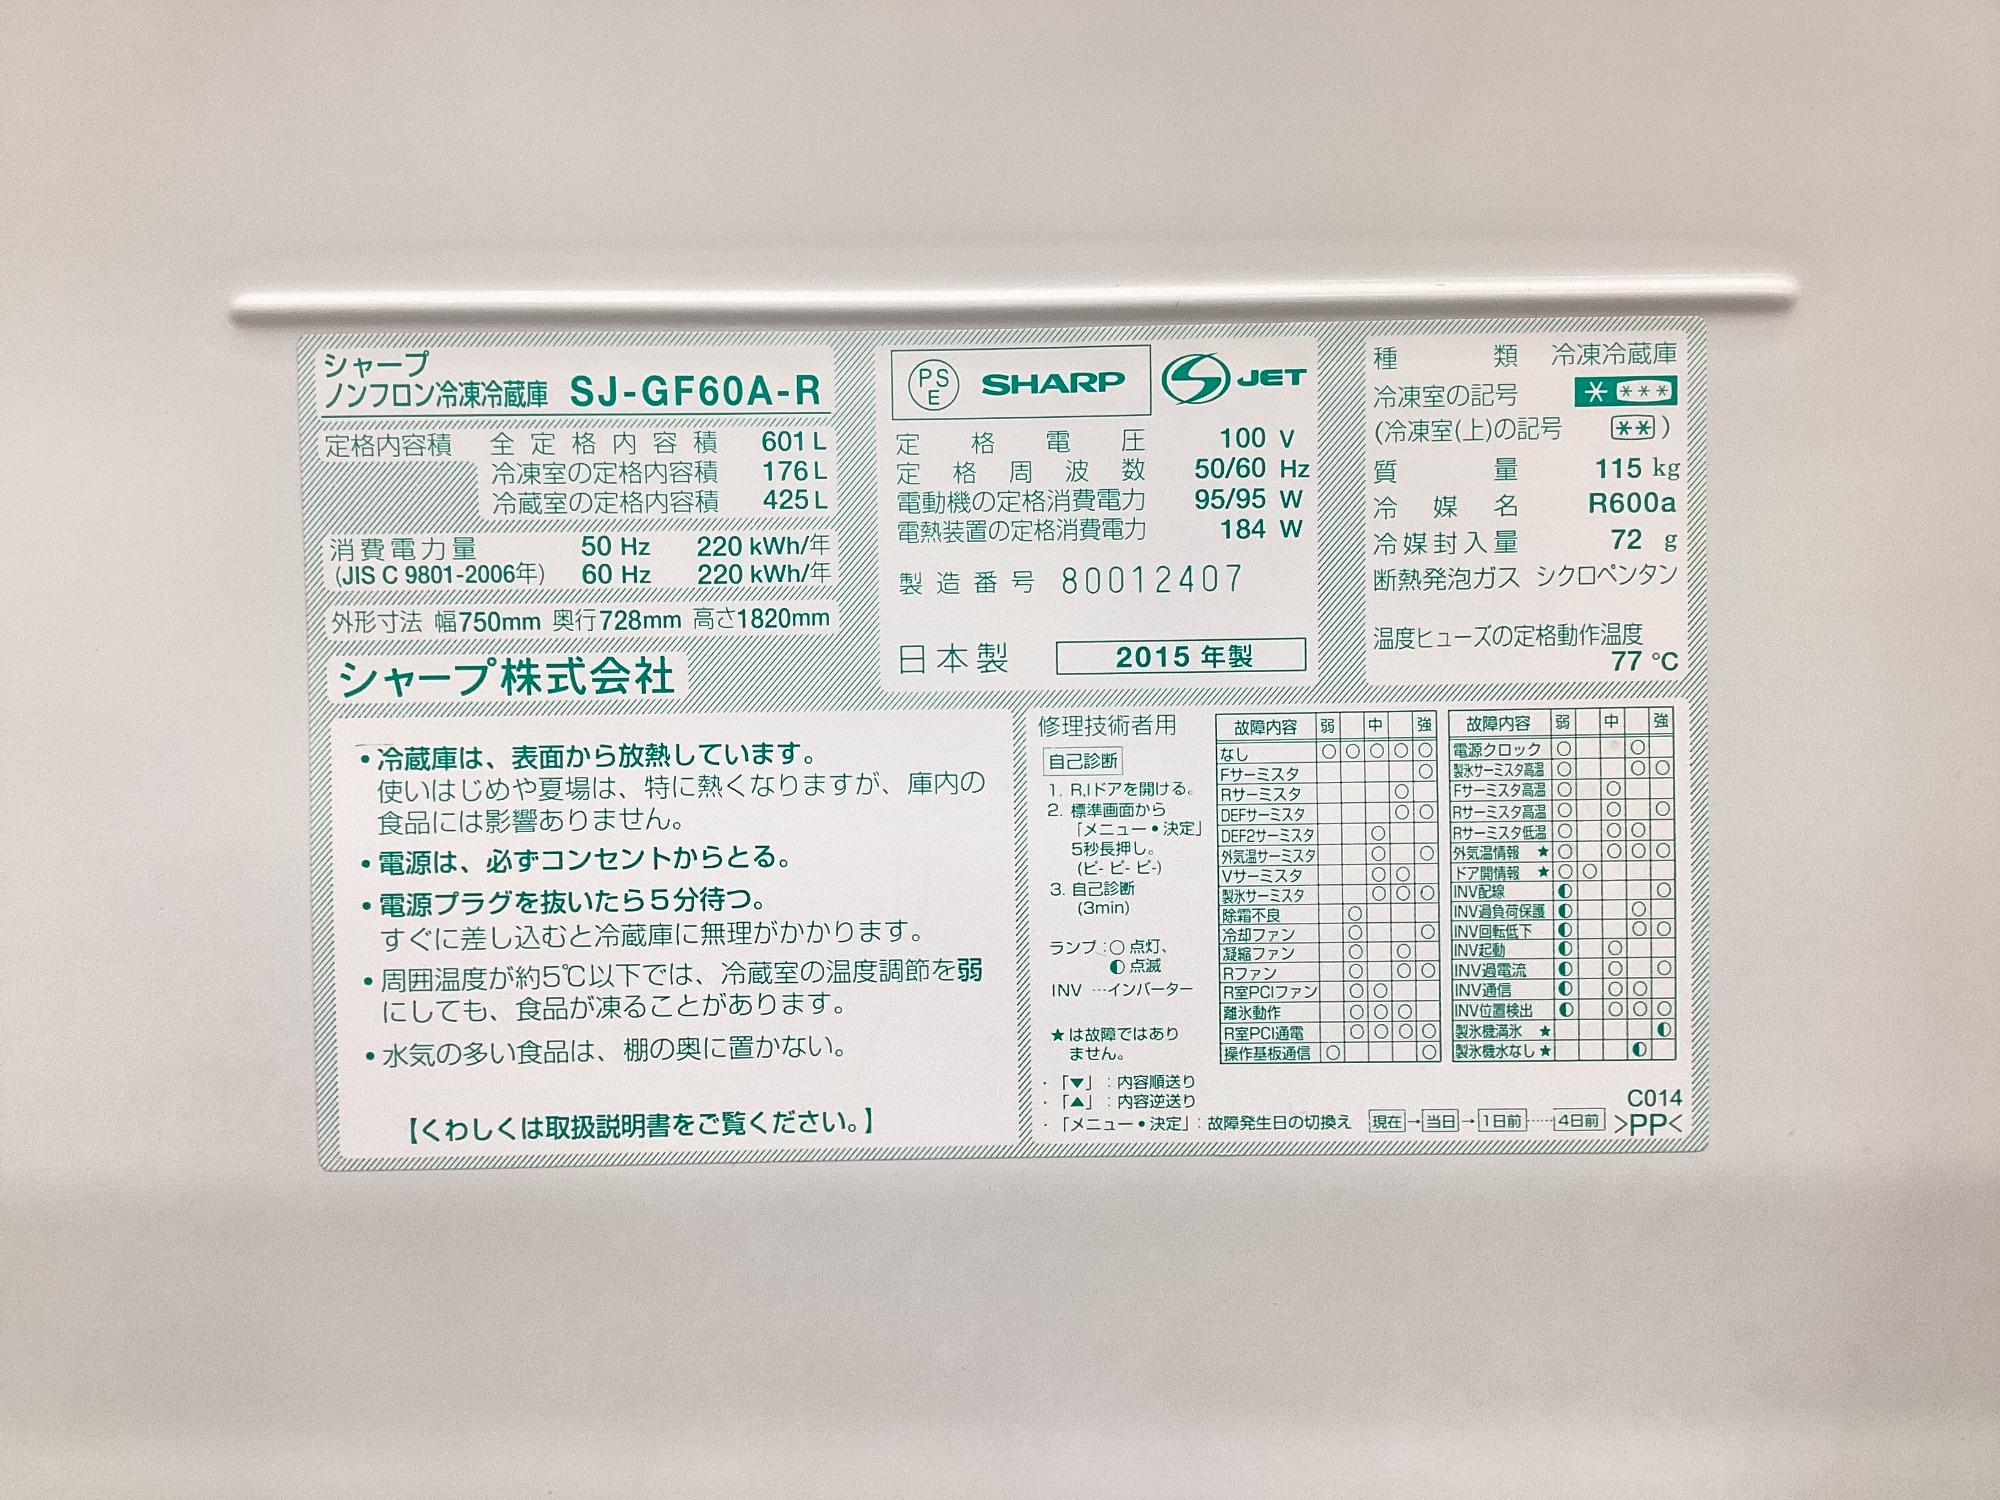 シャープ
ノンフロン冷凍冷蔵庫 SJ-GF60A-R
定格内容積 全定格内容積 601L
冷凍室の定格内容積 176L
冷蔵室の定格内容積 425L
消費電力量 50 Hz 220 kWh/年
(JIS C 9801-2006年) 60 Hz 220 kWh/年
外形寸法 幅750mm 奥行728mm 高さ1820mm
シャープ株式会社
PSE SHARP JET
定格電圧 100 V
定格周波数 50/60 Hz
電動機の定格消費電力 95/95 W
電熱装置の定格消費電力 184 W
製造番号 80012407
日本製 2015年製
種類 冷凍冷蔵庫
冷凍室の記号 ＊ ＊＊＊
(冷凍室(上)の記号 ＊＊)
質量 115 kg
冷媒名 R600a
冷媒封入量 72 g
断熱発泡ガス シクロペンタン
温度ヒューズの定格動作温度
77 ℃
・冷蔵庫は、表面から放熱しています。
使いはじめや夏場は、特に熱くなりますが、庫内の
食品には影響ありません。
・電源は、必ずコンセントからとる。
・電源プラグを抜いたら5分待つ。
すぐに差し込むと冷蔵庫に無理がかかります。
・周囲温度が約5℃以下では、冷蔵室の温度調節を弱
にしても、食品が凍ることがあります。
・水気の多い食品は、棚の奥に置かない。
【くわしくは取扱説明書をご覧ください。】
修理技術者用
自己診断
1. R,Iドアを開ける。
2. 標準画面から
「メニュー・決定」
5秒長押し。
(ピ- ピ- ピ-)
3. 自己診断
(3min)
ランプ：○点灯、
◐点滅
INV …インバーター
★は故障ではあり
ません。
故障内容 弱 中 強
なし ○ ○ ○ ○ ○
Fサーミスタ ○
Rサーミスタ ○
DEFサーミスタ ○ ○
DEF2サーミスタ ○
外気温サーミスタ ○ ○
Vサーミスタ ○ ○
製氷サーミスタ ○ ○ ○
除霜不良 ○
冷却ファン ○ ○
凝縮ファン ○ ○
Rファン ○ ○ ○
R室PCIファン ○ ○
離氷動作 ○ ○ ○
R室PCI通電 ○ ○ ○ ○
操作基板通信 ○ ○
故障内容 弱 中 強
電源クロック ○ ○
製氷サーミスタ高温 ○ ○ ○
Fサーミスタ高温 ○ ○
Rサーミスタ高温 ○ ○ ○
Rサーミスタ低温 ○ ○ ○
外気温情報 ★ ○ ○ ○ ○
ドア開情報 ★ ○ ○
INV配線 ◐ ○
INV過負荷保護 ◐ ○
INV回転低下 ◐ ○ ○
INV起動 ◐ ○
INV過電流 ◐ ○ ○
INV通信 ◐ ○ ○
INV位置検出 ◐ ○ ○ ○
製氷機満氷 ★ ◐
製氷機水なし ★ ◐
・「▼」：内容順送り
・「▲」：内容逆送り
・「メニュー・決定」：故障発生日の切換え 現在→当日→1日前……4日前
C014
>PP<